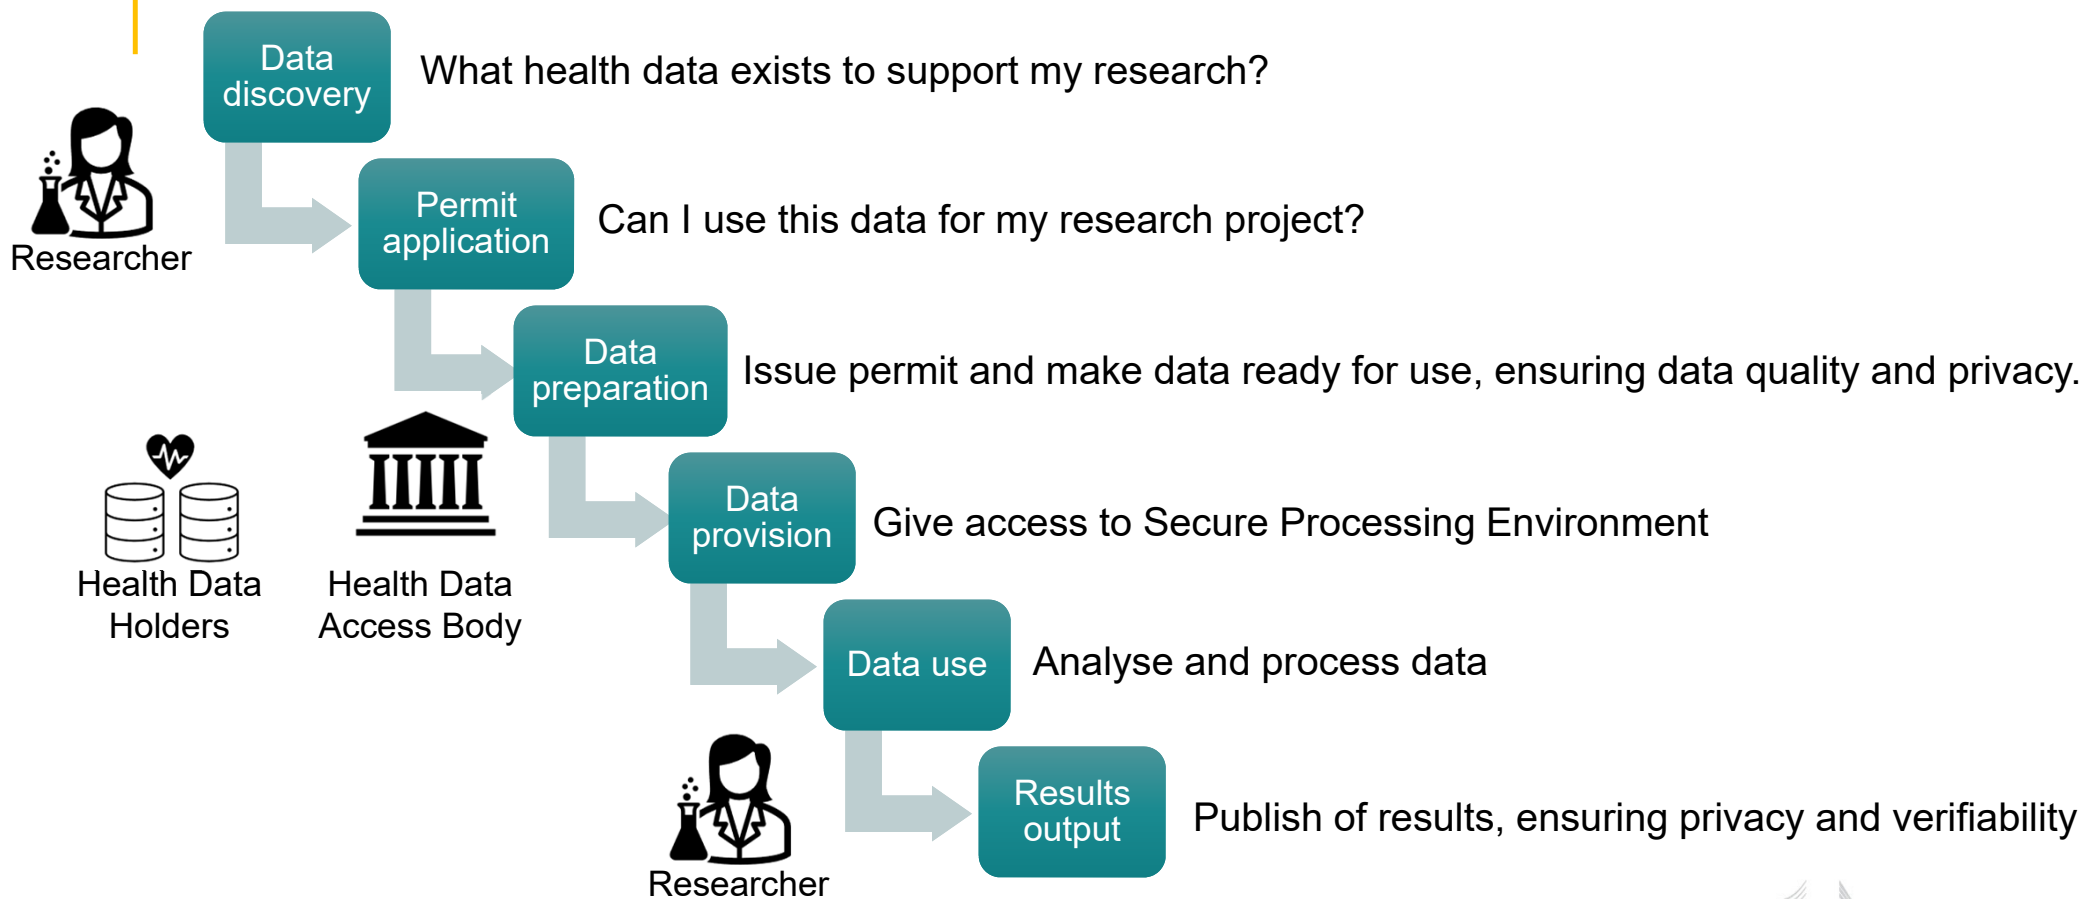 Data
discovery
What health data exists to support my research?
Researcher
Permit
application
Can I use this data for my research project?
Data
preparation
Issue permit and make data ready for use, ensuring data quality and privacy.
Health Data
Holders
Health Data
Access Body
Data
provision
Give access to Secure Processing Environment
Data use
Analyse and process data
Researcher
Results
output
Publish of results, ensuring privacy and verifiability